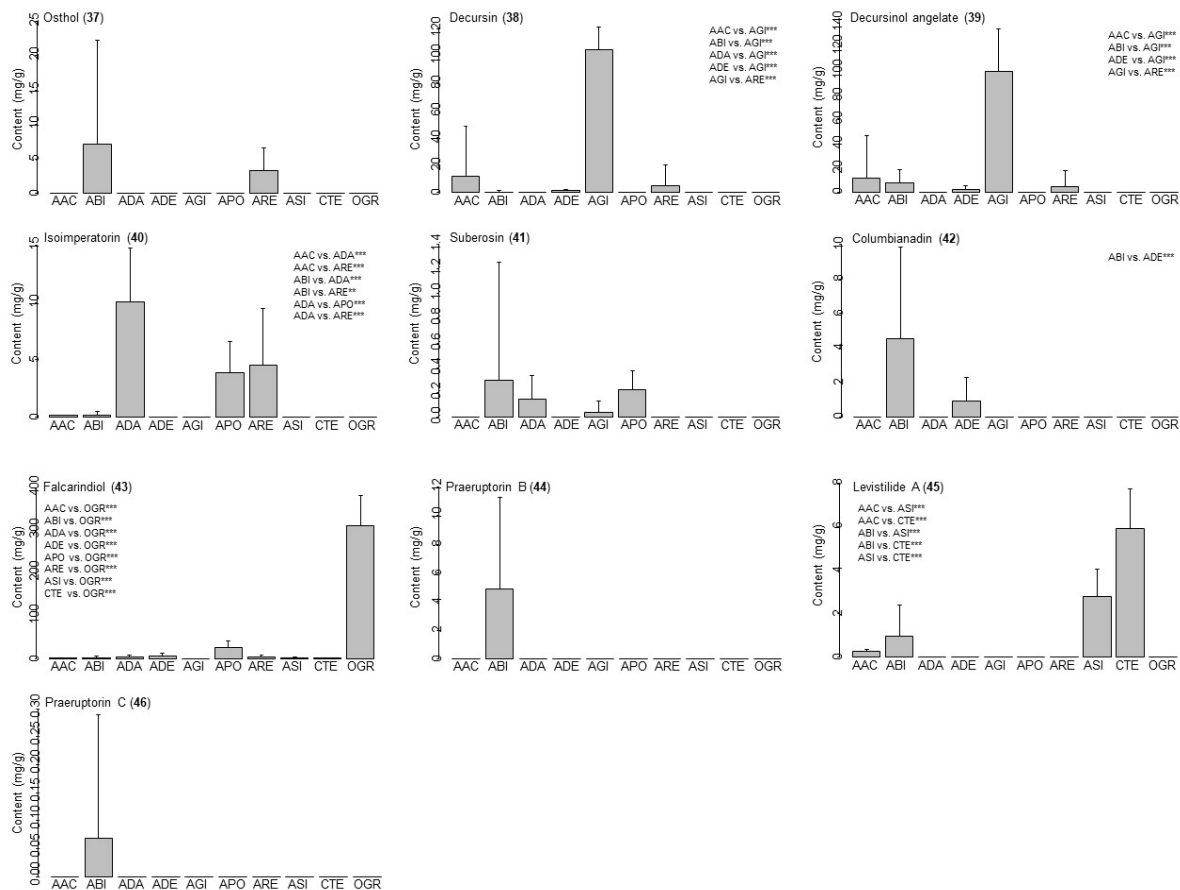 Osthol (37)
Content (mg/g)
25
20
15
10
5
0
AAC ABI ADA ADE AGI APO ARE ASI CTE OGR
Decursin (38)
Content (mg/g)
120
100
80
60
40
20
0
AAC vs. AGI***
ABI vs. AGI***
ADA vs. AGI***
ADE vs. AGI***
AGI vs. ARE***
AAC ABI ADA ADE AGI APO ARE ASI CTE OGR
Decursinol angelate (39)
Content (mg/g)
140
120
100
80
60
40
20
0
AAC vs. AGI***
ABI vs. AGI***
ADE vs. AGI***
AGI vs. ARE***
AAC ABI ADA ADE AGI APO ARE ASI CTE OGR
Isoimperatorin (40)
Content (mg/g)
15
10
5
0
AAC vs. ADA***
AAC vs. ARE***
ABI vs. ADA***
ABI vs. ARE**
ADA vs. APO***
ADA vs. ARE***
AAC ABI ADA ADE AGI APO ARE ASI CTE OGR
Suberosin (41)
Content (mg/g)
1.4
1.2
1.0
0.8
0.6
0.4
0.2
0.0
AAC ABI ADA ADE AGI APO ARE ASI CTE OGR
Columbianadin (42)
Content (mg/g)
10
8
6
4
2
0
ABI vs. ADE***
AAC ABI ADA ADE AGI APO ARE ASI CTE OGR
Falcarindiol (43)
Content (mg/g)
400
300
200
100
0
AAC vs. OGR***
ABI vs. OGR***
ADA vs. OGR***
ADE vs. OGR***
APO vs. OGR***
ARE vs. OGR***
ASI vs. OGR***
CTE vs. OGR***
AAC ABI ADA ADE AGI APO ARE ASI CTE OGR
Praeruptorin B (44)
Content (mg/g)
12
10
8
6
4
2
0
AAC ABI ADA ADE AGI APO ARE ASI CTE OGR
Levistilide A (45)
Content (mg/g)
8
6
4
2
0
AAC vs. ASI***
AAC vs. CTE***
ABI vs. ASI***
ABI vs. CTE***
ASI vs. CTE***
AAC ABI ADA ADE AGI APO ARE ASI CTE OGR
Praeruptorin C (46)
Content (mg/g)
0.30
0.25
0.20
0.15
0.10
0.05
0.00
AAC ABI ADA ADE AGI APO ARE ASI CTE OGR